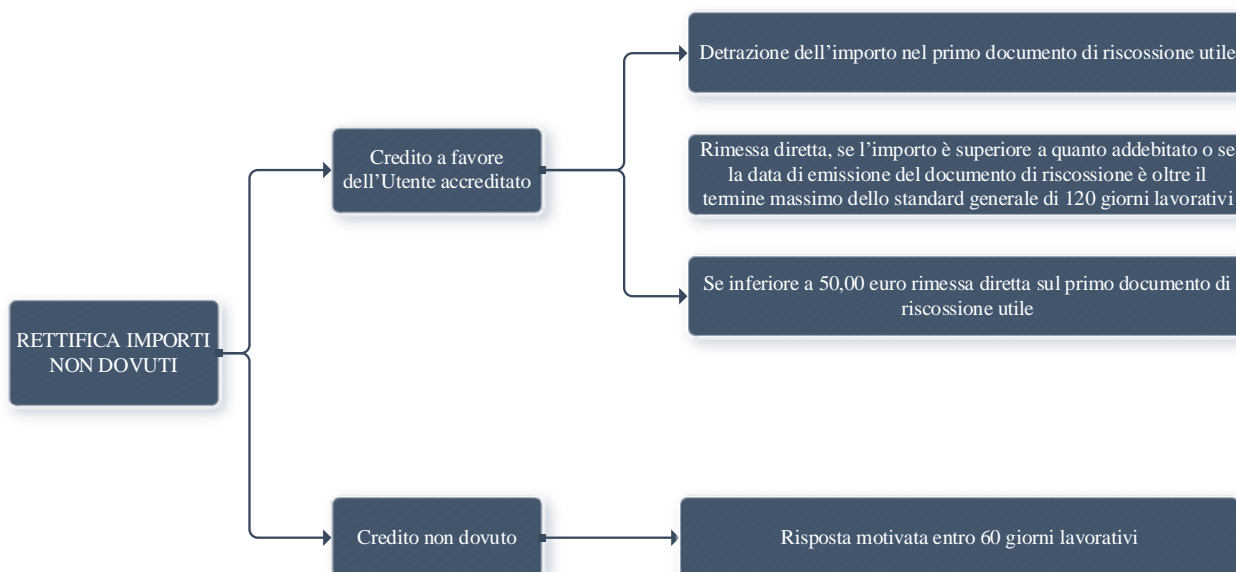 Detrazione dell’importo nel primo documento di riscossione utile
Credito a favore
dell’Utente accreditato
Rimessa diretta, se l’importo è superiore a quanto addebitato o se
la data di emissione del documento di riscossione è oltre il
termine massimo dello standard generale di 120 giorni lavorativi
Se inferiore a 50,00 euro rimessa diretta sul primo documento di
riscossione utile
RETTIFICA IMPORTI
NON DOVUTI
Credito non dovuto
Risposta motivata entro 60 giorni lavorativi